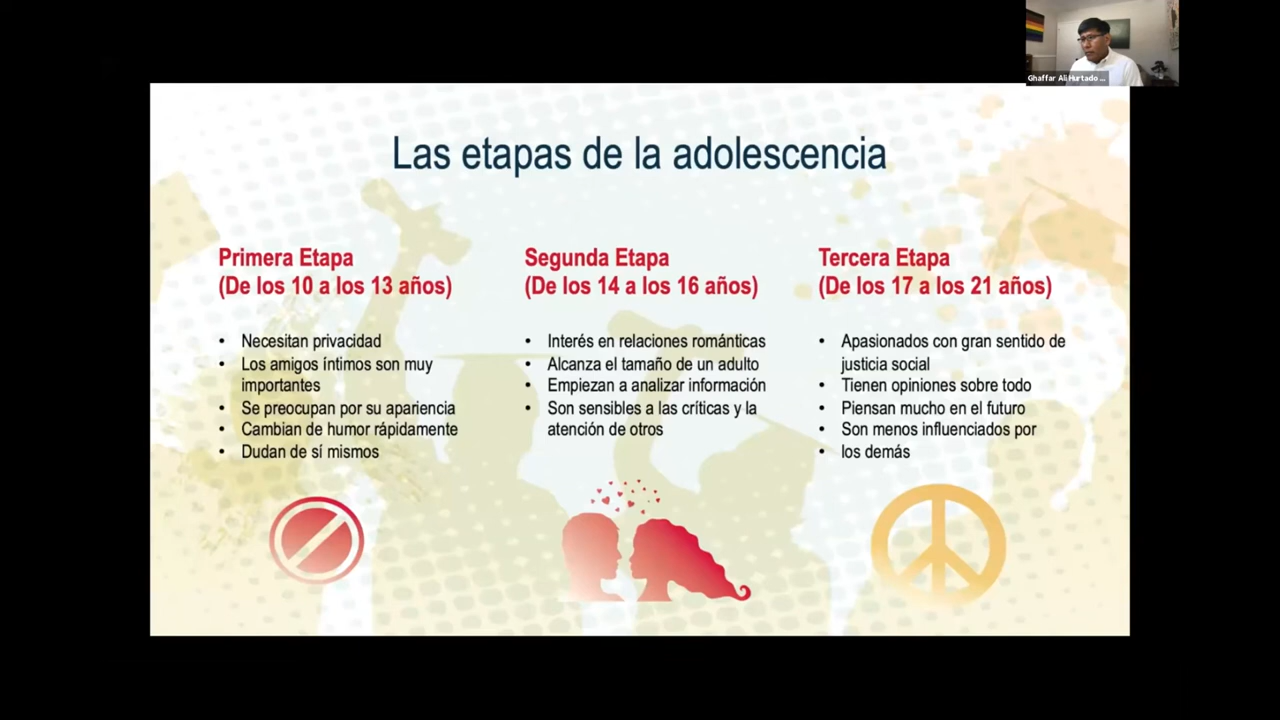 Ghaffar Ali Hurtado ...
Las etapas de la adolescencia
Primera Etapa
(De los 10 a los 13 años)
• Necesitan privacidad
• Los amigos íntimos son muy
importantes
• Se preocupan por su apariencia
• Cambian de humor rápidamente
• Dudan de sí mismos
Segunda Etapa
(De los 14 a los 16 años)
• Interés en relaciones románticas
• Alcanza el tamaño de un adulto
• Empiezan a analizar información
• Son sensibles a las críticas y la
atención de otros
Tercera Etapa
(De los 17 a los 21 años)
• Apasionados con gran sentido de
justicia social
• Tienen opiniones sobre todo
• Piensan mucho en el futuro
• Son menos influenciados por
• los demás